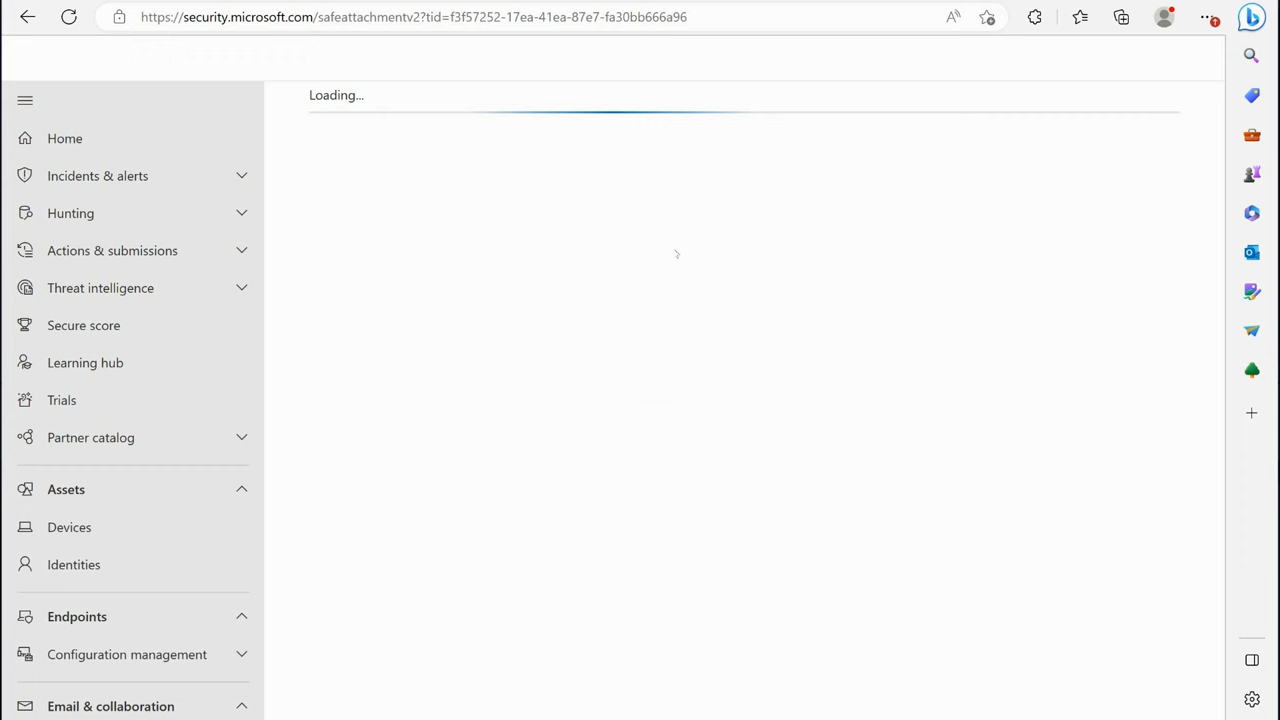 https://security.microsoft.com/safeattachmentv2?tid=f3f57252-17ea-41ea-87e7-fa30bb666a96
Loading...
Home
Incidents & alerts
Hunting
Actions & submissions
Threat intelligence
Secure score
Learning hub
Trials
Partner catalog
Assets
Devices
Identities
Endpoints
Configuration management
Email & collaboration